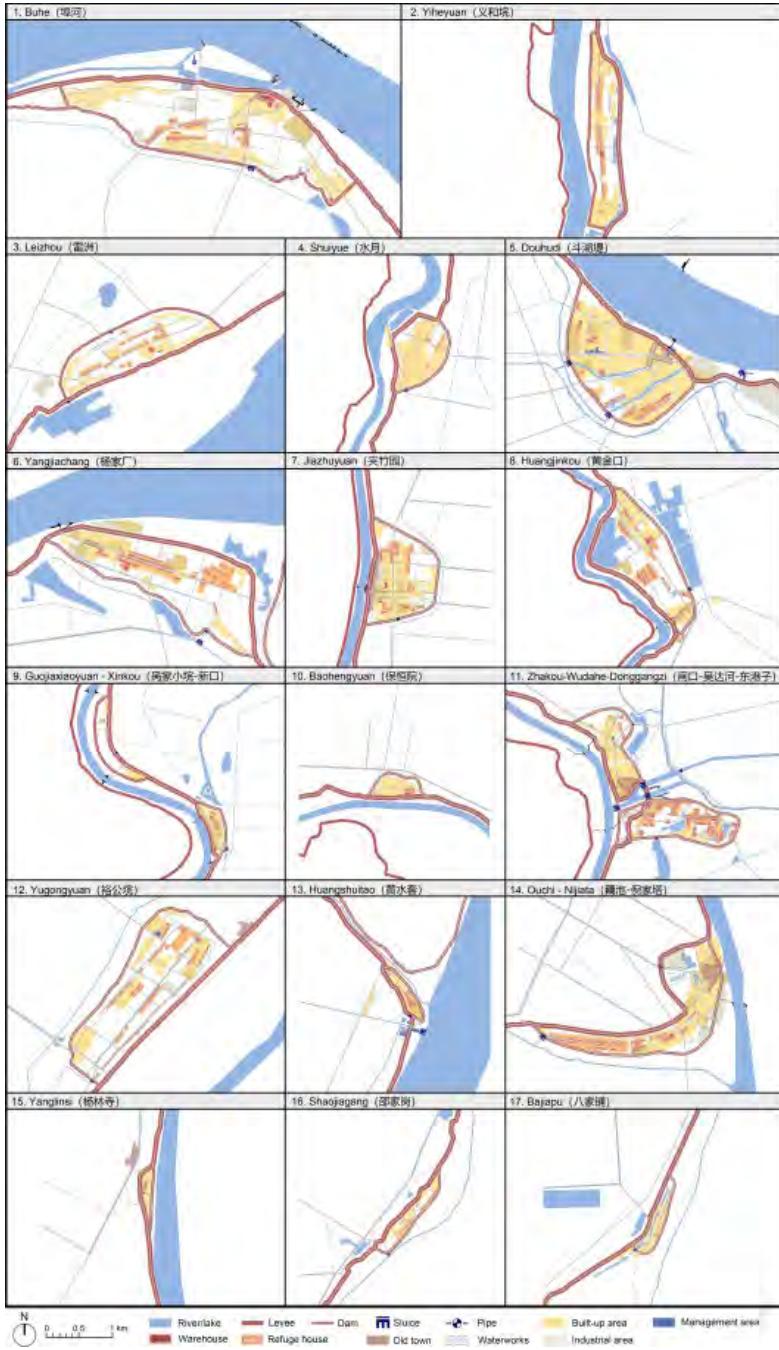 1. Buhe (埠河)
2. Yiheyuan (义和垸)
3. Leizhou (雷洲)
4. Shuiyue (水月)
5. Douhudi (斗湖堤)
6. Yangjiachang (杨家厂)
7. Jiazhuyuan (夹竹园)
8. Huangjinkou (黄金口)
9. Guojiaxiaoyuan - Xinkou (家小垸-新口)
10. Baohengyuan (保恒院)
11. Zhakou-Wudahe-Donggangzi (闸口-吴达河-东港子)
12. Yugongyuan (裕公垸)
13. Huangshuitao (黄水套)
14. Ouchi - Nijiata (藕池-倪家塔)
15. Yanglinsi (杨林寺)
16. Shaojiagang (邵家岗)
17. Bajiapu (八家铺)
N
0 0.5 1 km
River/lake Levee Dam Sluice Pipe Built-up area Management area
Warehouse Refuge house Old town Waterworks Industrial area